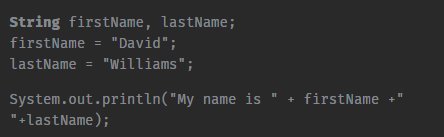 String firstName, lastName;
firstName = "David";
lastName = "Williams";
System.out.println("My name is " + firstName +"
"+lastName);